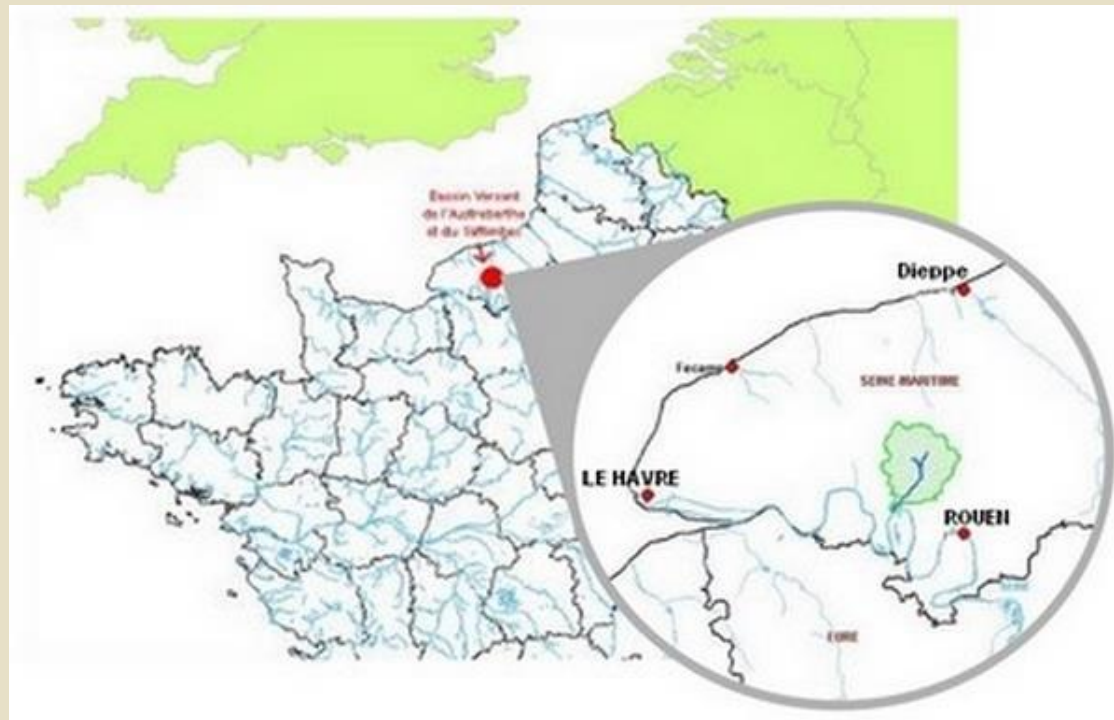 Bassin Versant
de l'Austreberthe
et du Saffimbec
Dieppe
Fecamp
SEINE MARITIME
LE HAVRE
ROUEN
EURE